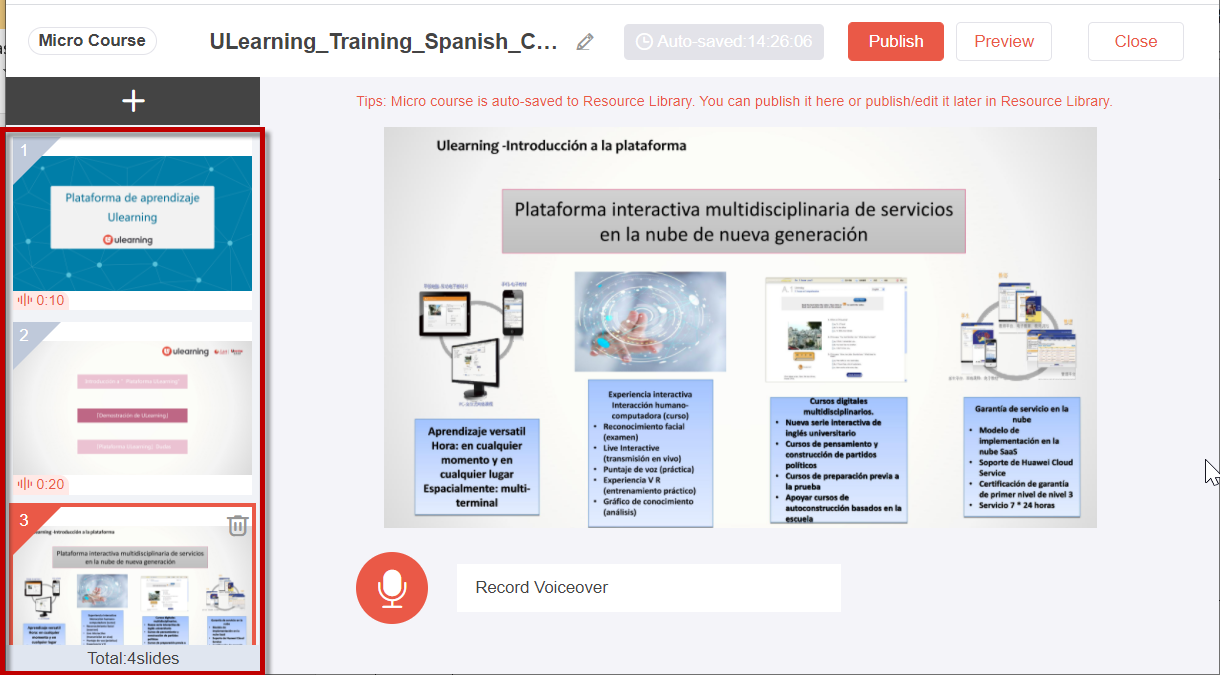 Micro Course
ULearning_Training_Spanish_C...
Auto-saved:14:26:06
Publish
Preview
Close
Tips: Micro course is auto-saved to Resource Library. You can publish it here or publish/edit it later in Resource Library.
1
Plataforma de aprendizaje
Ulearning
ulearning
0:10
2
ulearning
Introducción a " Plataforma ULearning"
[Demostración de ULearning]
0:20
3
Plataforma interactiva multidisciplinaria de servicios
en la nube de nueva generación
Total:4slides
Ulearning -Introducción a la plataforma
Plataforma interactiva multidisciplinaria de servicios
en la nube de nueva generación
Aprendizaje versatil
Hora: en cualquier
momento y en
cualquier lugar
Espacialmente: multi-
terminal
Experiencia interactiva
Interacción humano-
computadora (curso)
• Reconocimiento facial
(examen)
• Live Interactive
(transmisión en vivo)
• Puntaje de voz (práctica)
• Experiencia V R
(entrenamiento práctico)
• Gráfico de conocimiento
(análisis)
Cursos digitales
multidisciplinarios.
• Nueva serie interactiva de
inglés universitario
• Cursos de pensamiento y
construcción de partidos
políticos
• Cursos de preparación previa a
la prueba
• Apoyar cursos de
autoconstrucción basados en la
escuela
Garantía de servicio en la
nube
• Modelo de
implementación en la
nube SaaS
• Soporte de Huawei Cloud
Service
• Certificación de garantía
de primer nivel de nivel 3
• Servicio 7 * 24 horas
Record Voiceover